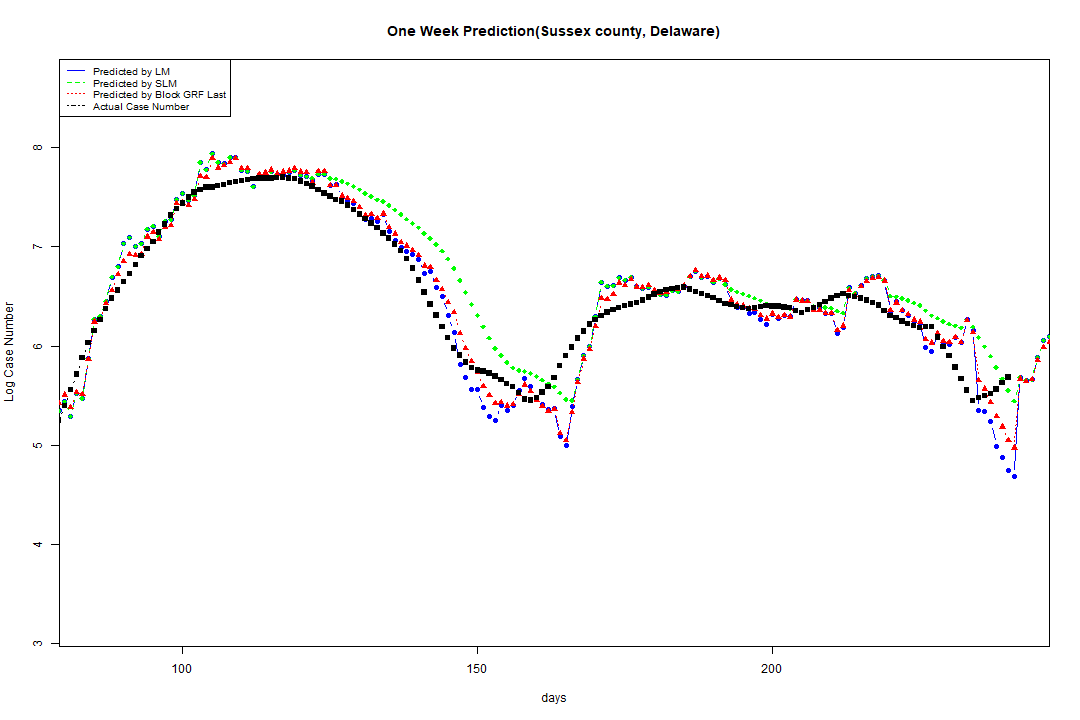 One Week Prediction(Sussex county, Delaware)
Predicted by LM
Predicted by SLM
Predicted by Block GRF Last
Actual Case Number
8
7
6
5
4
3
Log Case Number
100 150 200
days